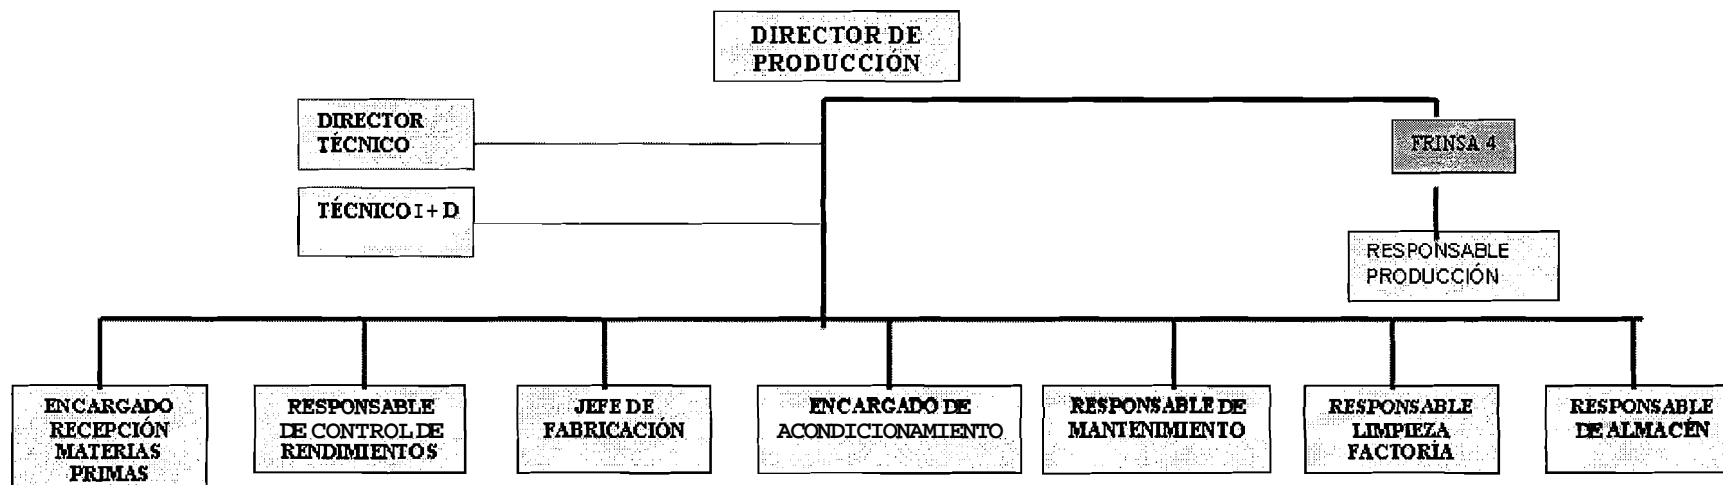 DIRECTOR DE
PRODUCCIÓN
DIRECTOR
TÉCNICO
FRINSA 4
TÉCNICO I + D
RESPONSABLE
PRODUCCIÓN
ENCARGADO
RECEPCIÓN
MATERIAS
PRIMAS
RESPONSABLE
DE CONTROL DE
RENDIMIENTOS
JEFE DE
FABRICACIÓN
ENCARGADO DE
ACONDICIONAMIENTO
RESPONSABLE DE
MANTENIMIENTO
RESPONSABLE
LIMPIEZA
FACTORÍA
RESPONSABLE
DE ALMACÉN